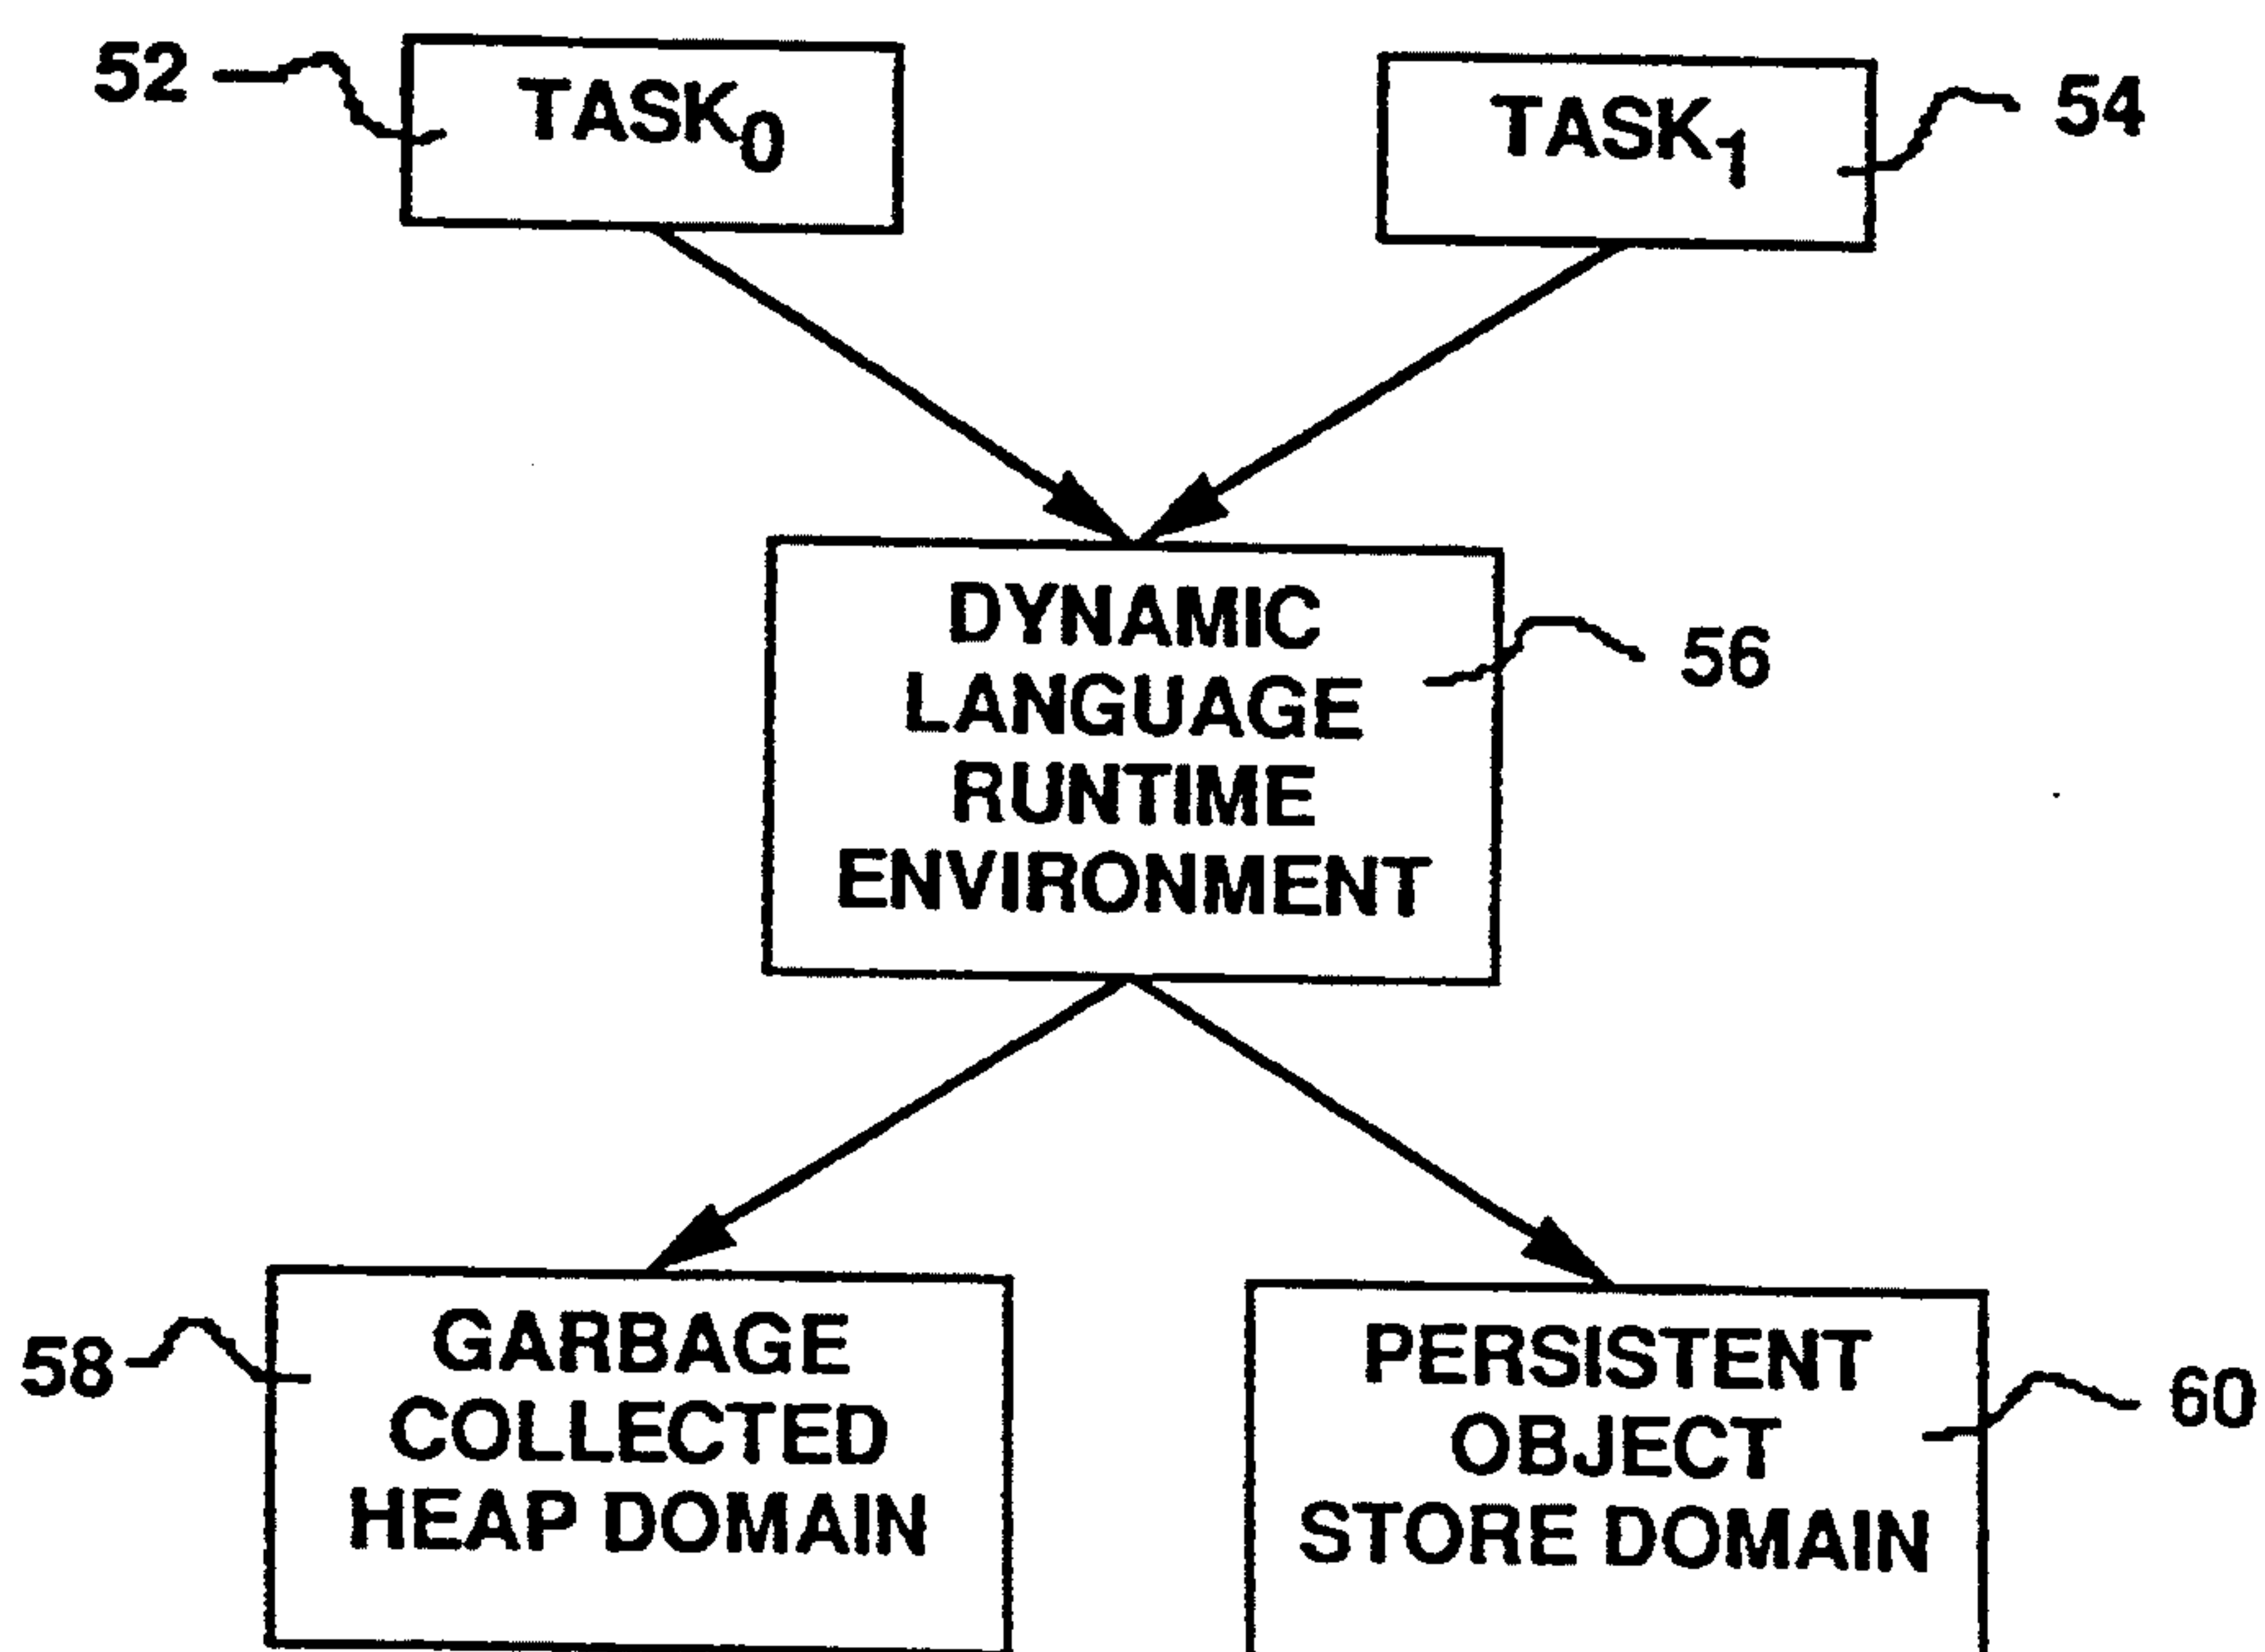 52
TASK0
TASK1
54
DYNAMIC
LANGUAGE
RUNTIME
ENVIRONMENT
56
58
GARBAGE
COLLECTED
HEAP DOMAIN
PERSISTENT
OBJECT
STORE DOMAIN
60